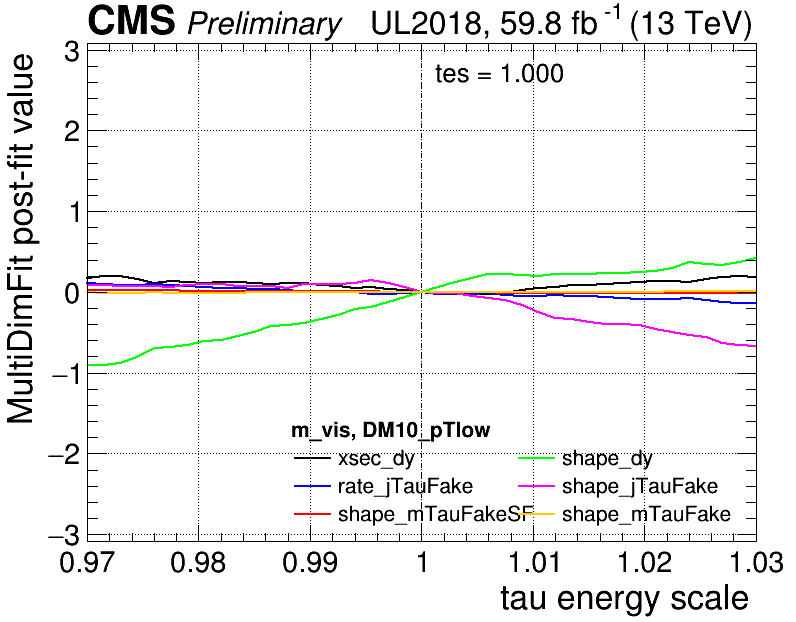 CMS Preliminary UL2018, 59.8 fb⁻¹ (13 TeV)
MultiDimFit post-fit value
3
2
1
0
−1
−2
−3
tes = 1.000
m_vis, DM10_pTlow
xsec_dy shape_dy
rate_jTauFake shape_jTauFake
shape_mTauFakeSF shape_mTauFake
0.97 0.98 0.99 1 1.01 1.02 1.03
tau energy scale